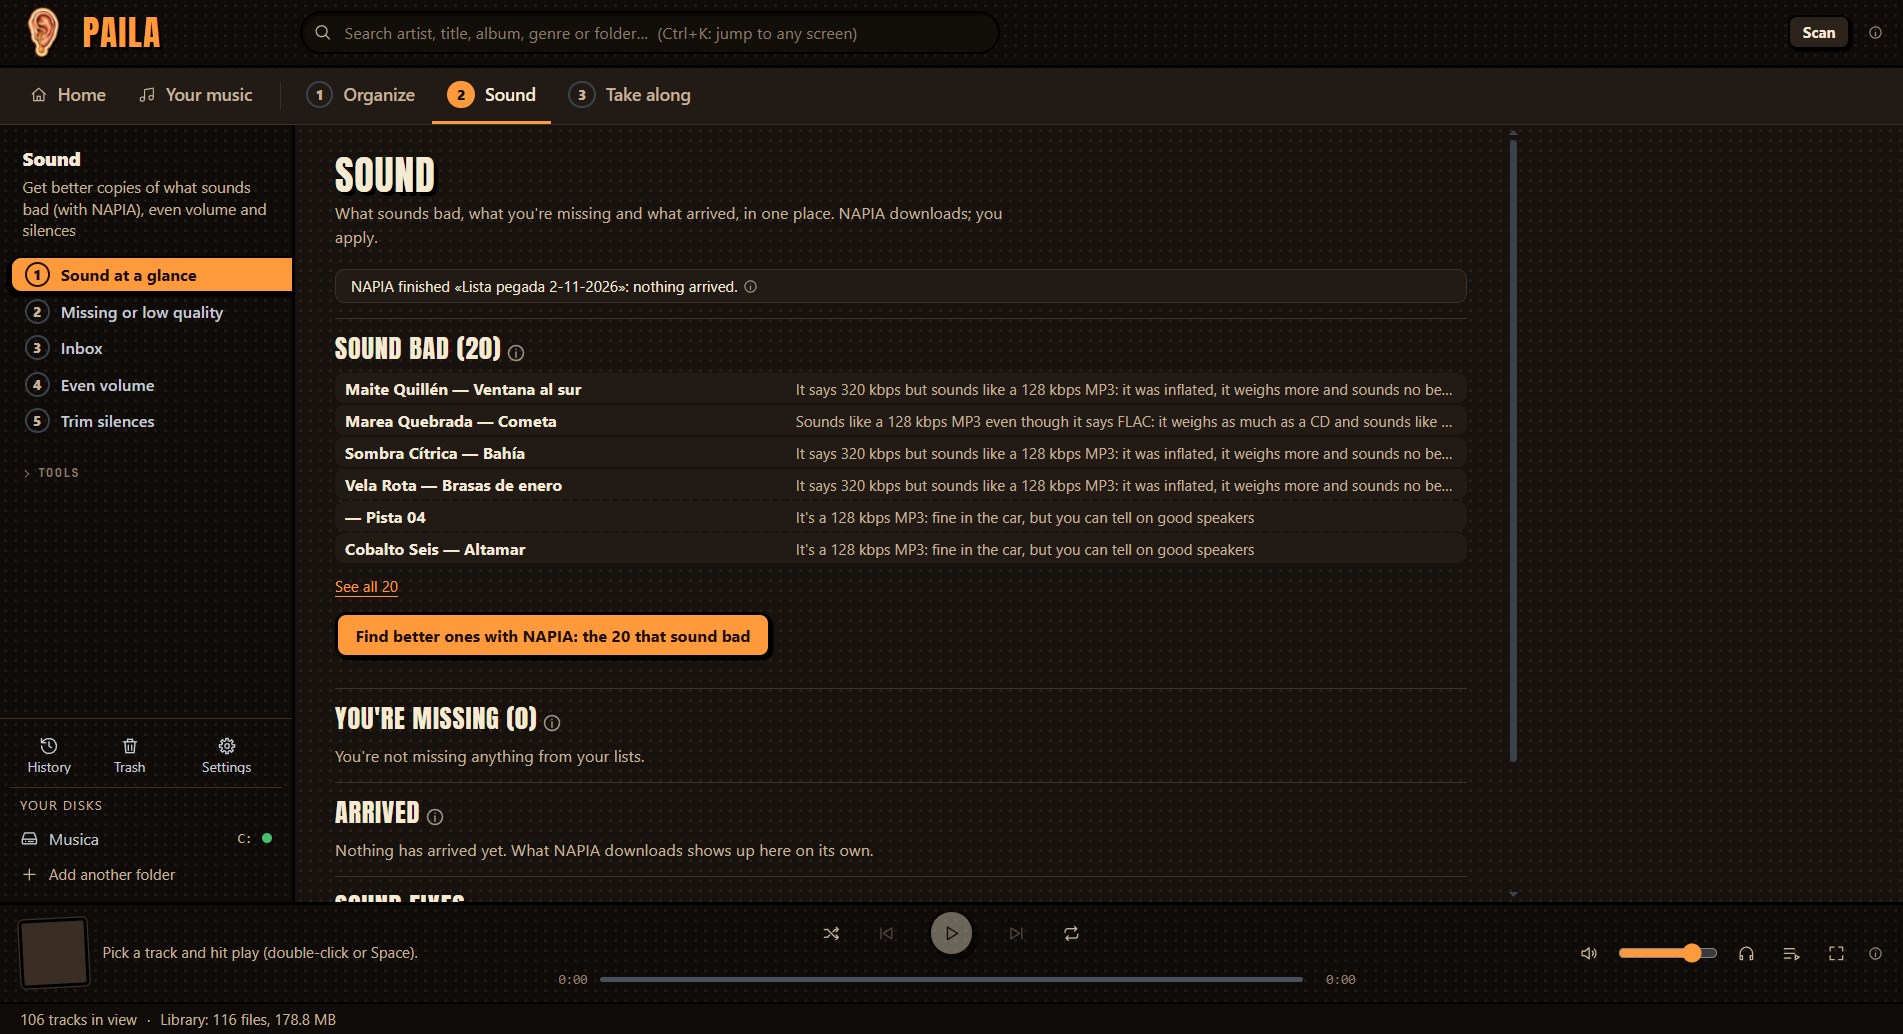 PAILA
Search artist, title, album, genre or folder... (Ctrl+K: jump to any screen)
Scan
Home
Your music
1 Organize
2 Sound
3 Take along
Sound
Get better copies of what sounds
bad (with NAPIA), even volume and
silences
1 Sound at a glance
2 Missing or low quality
3 Inbox
4 Even volume
5 Trim silences
TOOLS
History
Trash
Settings
YOUR DISKS
Musica C:
Add another folder
SOUND
What sounds bad, what you're missing and what arrived, in one place. NAPIA downloads; you
apply.
NAPIA finished «Lista pegada 2-11-2026»: nothing arrived.
SOUND BAD (20)
Maite Quillén — Ventana al sur It says 320 kbps but sounds like a 128 kbps MP3: it was inflated, it weighs more and sounds no be...
Marea Quebrada — Cometa Sounds like a 128 kbps MP3 even though it says FLAC: it weighs as much as a CD and sounds like ...
Sombra Cítrica — Bahía It says 320 kbps but sounds like a 128 kbps MP3: it was inflated, it weighs more and sounds no be...
Vela Rota — Brasas de enero It says 320 kbps but sounds like a 128 kbps MP3: it was inflated, it weighs more and sounds no be...
— Pista 04 It's a 128 kbps MP3: fine in the car, but you can tell on good speakers
Cobalto Seis — Altamar It's a 128 kbps MP3: fine in the car, but you can tell on good speakers
See all 20
Find better ones with NAPIA: the 20 that sound bad
YOU'RE MISSING (0)
You're not missing anything from your lists.
ARRIVED
Nothing has arrived yet. What NAPIA downloads shows up here on its own.
SOUND FIXES
Pick a track and hit play (double-click or Space).
0:00
0:00
106 tracks in view · Library: 116 files, 178.8 MB